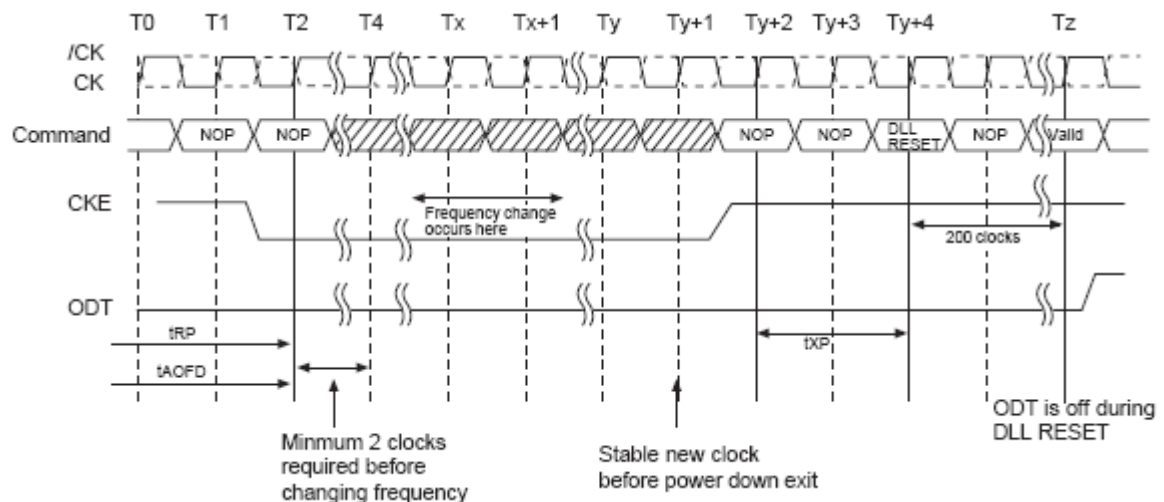 T0 T1 T2 T4 Tx Tx+1 Ty Ty+1 Ty+2 Ty+3 Ty+4 Tz
/CK
CK
Command NOP NOP NOP NOP DLL RESET NOP Valid
CKE
Frequency change
occurs here
200 clocks
ODT
tRP
tXP
tAOFD
ODT is off during
DLL RESET
Minmum 2 clocks
required before
changing frequency
Stable new clock
before power down exit